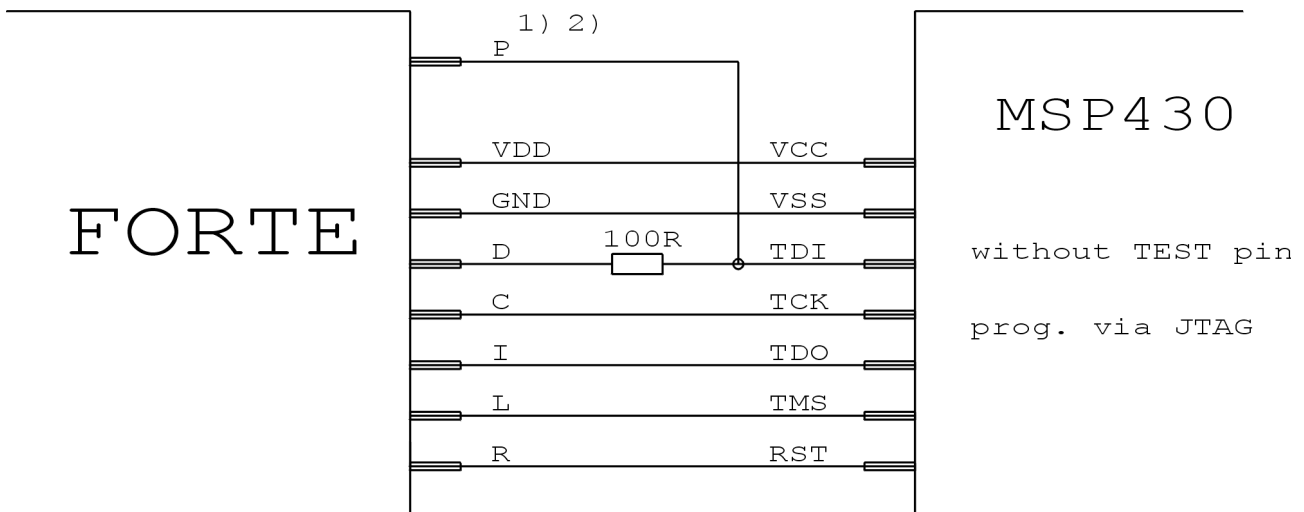 1) 2)
P
MSP430
VDD VCC
GND VSS
FORTE
100R
D TDI
without TEST pin
C TCK
prog. via JTAG
I TDO
L TMS
R RST